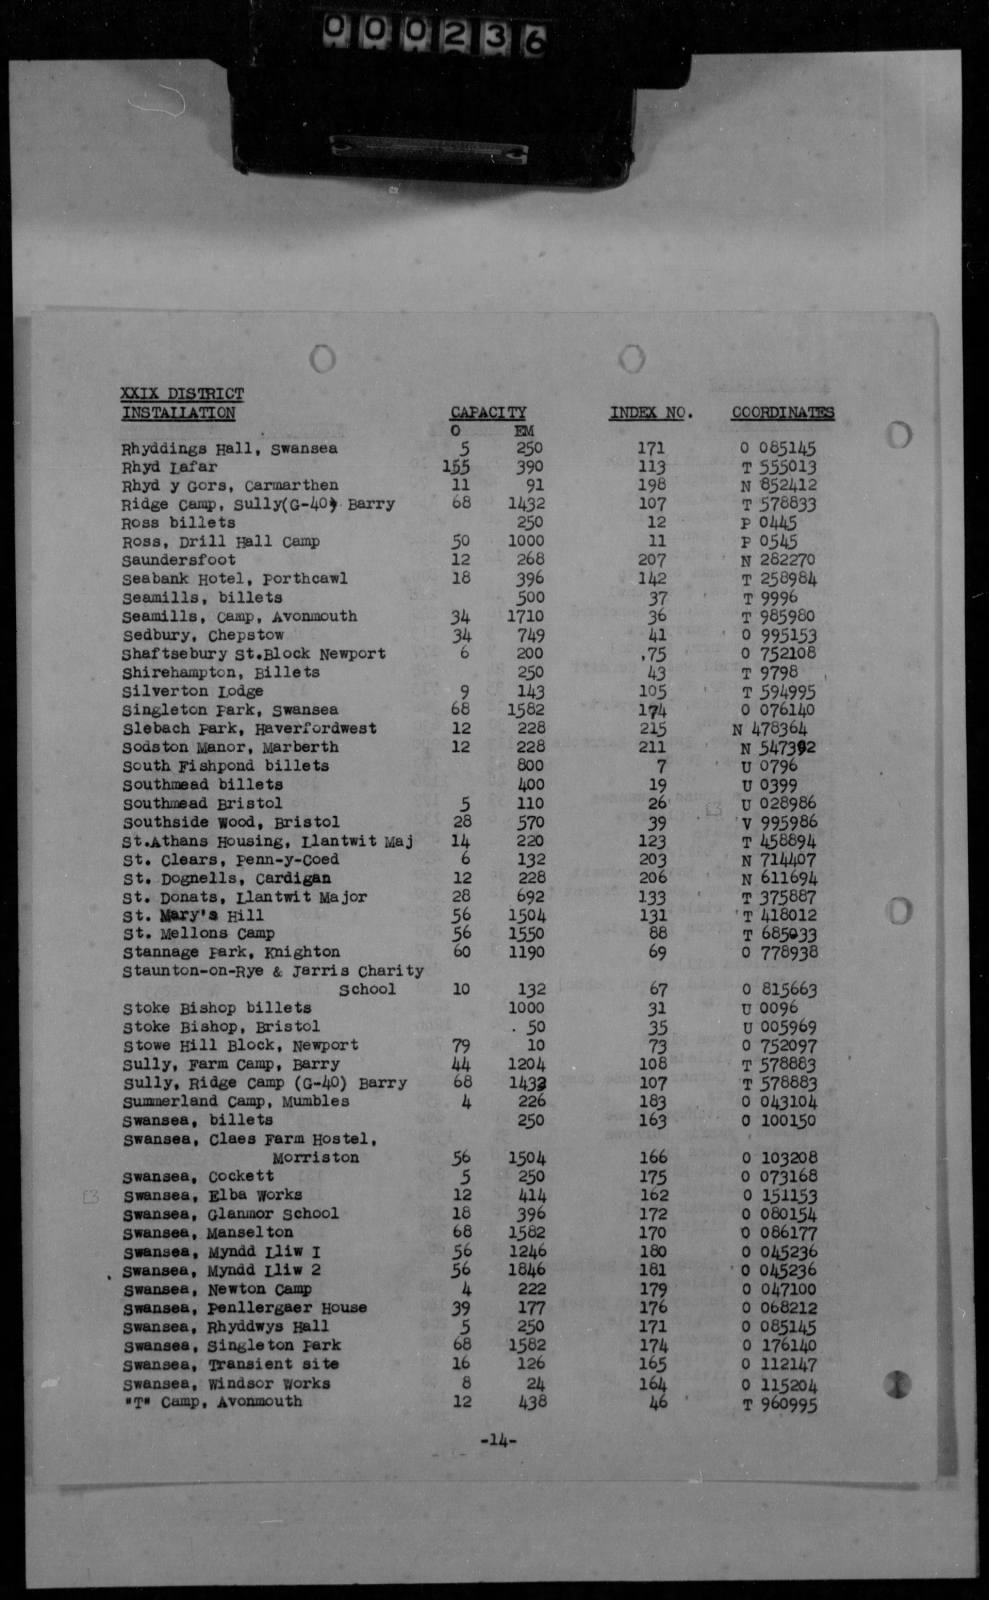 000236
XXIX DISTRICT
INSTALLATION CAPACITY INDEX NO. COORDINATES
O EM
Rhyddings Hall, Swansea 5 250 171 O 085145
Rhyd Lafar 155 390 113 T 555013
Rhyd y Gors, Carmarthen 11 91 198 N 852412
Ridge Camp, Sully(G-40) Barry 68 1432 107 T 578833
Ross billets 250 12 P 0445
Ross, Drill Hall Camp 50 1000 11 P 0545
Saundersfoot 12 268 207 N 282270
Seabank Hotel, Porthcawl 18 396 142 T 258984
Seamills, billets 500 37 T 9996
Seamills, Camp, Avonmouth 34 1710 36 T 985980
Sedbury, Chepstow 34 749 41 O 995153
Shaftsebury St.Block Newport 6 200 75 O 752108
Shirehampton, Billets 250 43 T 9798
Silverton Lodge 9 143 105 T 594995
Singleton Park, Swansea 68 1582 174 O 076140
Slebach Park, Haverfordwest 12 228 215 N 478364
Sodston Manor, Marberth 12 228 211 N 547392
South Fishpond billets 800 7 U 0796
Southmead billets 400 19 U 0399
Southmead Bristol 5 110 26 U 028986
Southside Wood, Bristol 28 570 39 V 995986
St.Athans Housing, Llantwit Maj 14 220 123 T 458894
St. Clears, Penn-y-Coed 6 132 203 N 714407
St. Dognells, Cardigan 12 228 206 N 611694
St. Donats, Llantwit Major 28 692 133 T 375887
St. Mary's Hill 56 1504 131 T 418012
St. Mellons Camp 56 1550 88 T 685033
Stannage Park, Knighton 60 1190 69 O 778938
Staunton-on-Rye & Jarris Charity
School 10 132 67 O 815663
Stoke Bishop billets 1000 31 U 0096
Stoke Bishop, Bristol 50 35 U 005969
Stowe Hill Block, Newport 79 10 73 O 752097
Sully, Farm Camp, Barry 44 1204 108 T 578883
Sully, Ridge Camp (G-40) Barry 68 1432 107 T 578883
Summerland Camp, Mumbles 4 226 183 O 043104
Swansea, billets 250 163 O 100150
Swansea, Claes Farm Hostel,
Morriston 56 1504 166 O 103208
Swansea, Cockett 5 250 175 O 073168
Swansea, Elba Works 12 414 162 O 151153
Swansea, Glanmor School 18 396 172 O 080154
Swansea, Manselton 68 1582 170 O 086177
Swansea, Myndd Lliw I 56 1246 180 O 045236
Swansea, Myndd Lliw 2 56 1846 181 O 045236
Swansea, Newton Camp 4 222 179 O 047100
Swansea, Penllergaer House 39 177 176 O 068212
Swansea, Rhyddwys Hall 5 250 171 O 085145
Swansea, Singleton Park 68 1582 174 O 176140
Swansea, Transient site 16 126 165 O 112147
Swansea, Windsor Works 8 24 164 O 115204
"T" Camp, Avonmouth 12 438 46 T 960995
-14-